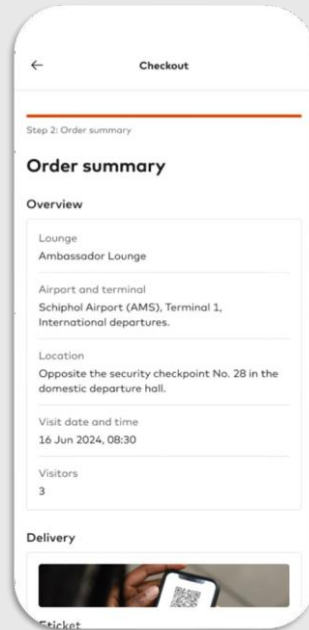 Checkout
Step 2: Order summary
Order summary
Overview
Lounge
Ambassador Lounge
Airport and terminal
Schiphol Airport (AMS), Terminal 1,
International departures.
Location
Opposite the security checkpoint No. 28 in the
domestic departure hall.
Visit date and time
16 Jun 2024, 08:30
Visitors
3
Delivery
Eticket